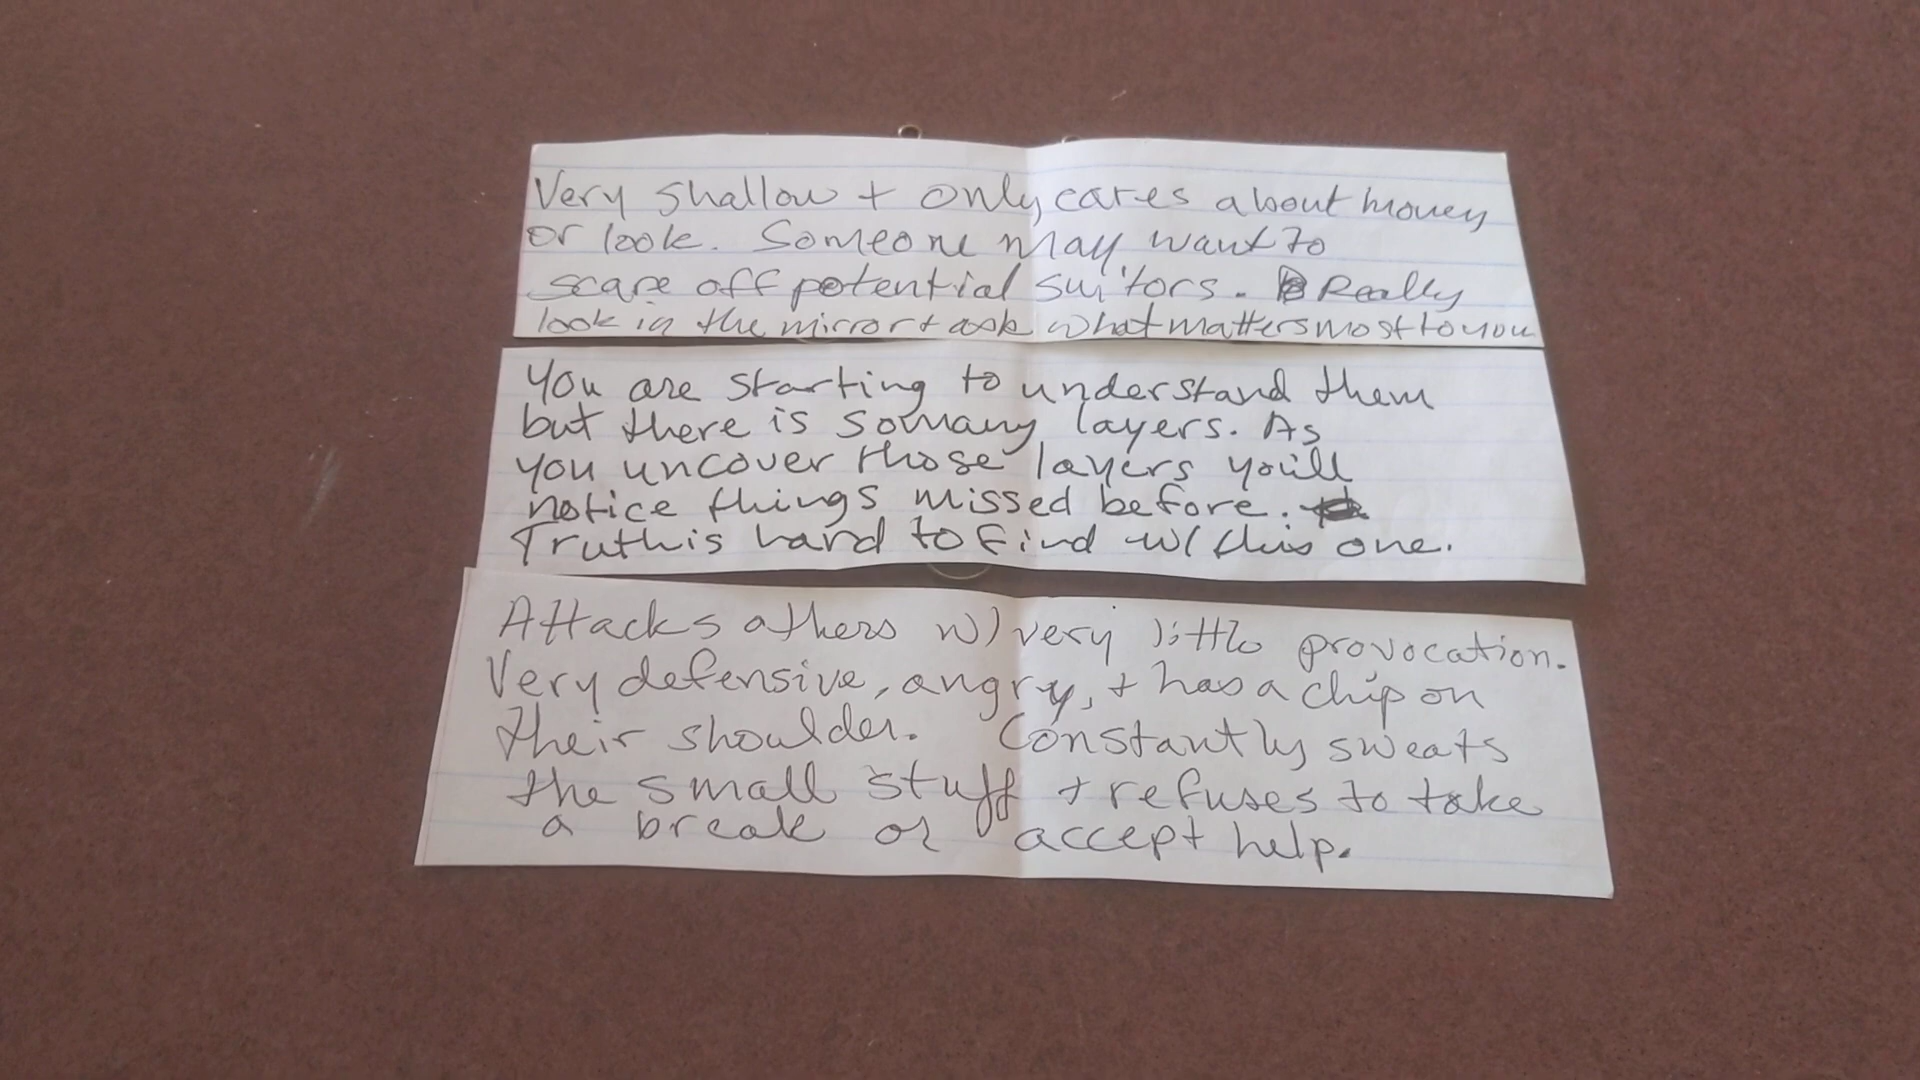 Very shallow + only cares about money
or look. Someone may want to
scare off potential suitors. Really
look in the mirror + ask what matters most to you
You are starting to understand them
but there is so many layers. As
you uncover those layers you'll
notice things missed before.
Truth is hard to find w/ this one.
Attacks others w/ very little provocation.
Very defensive, angry, + has a chip on
their shoulder. Constantly sweats
the small stuff + refuses to take
a break or accept help.